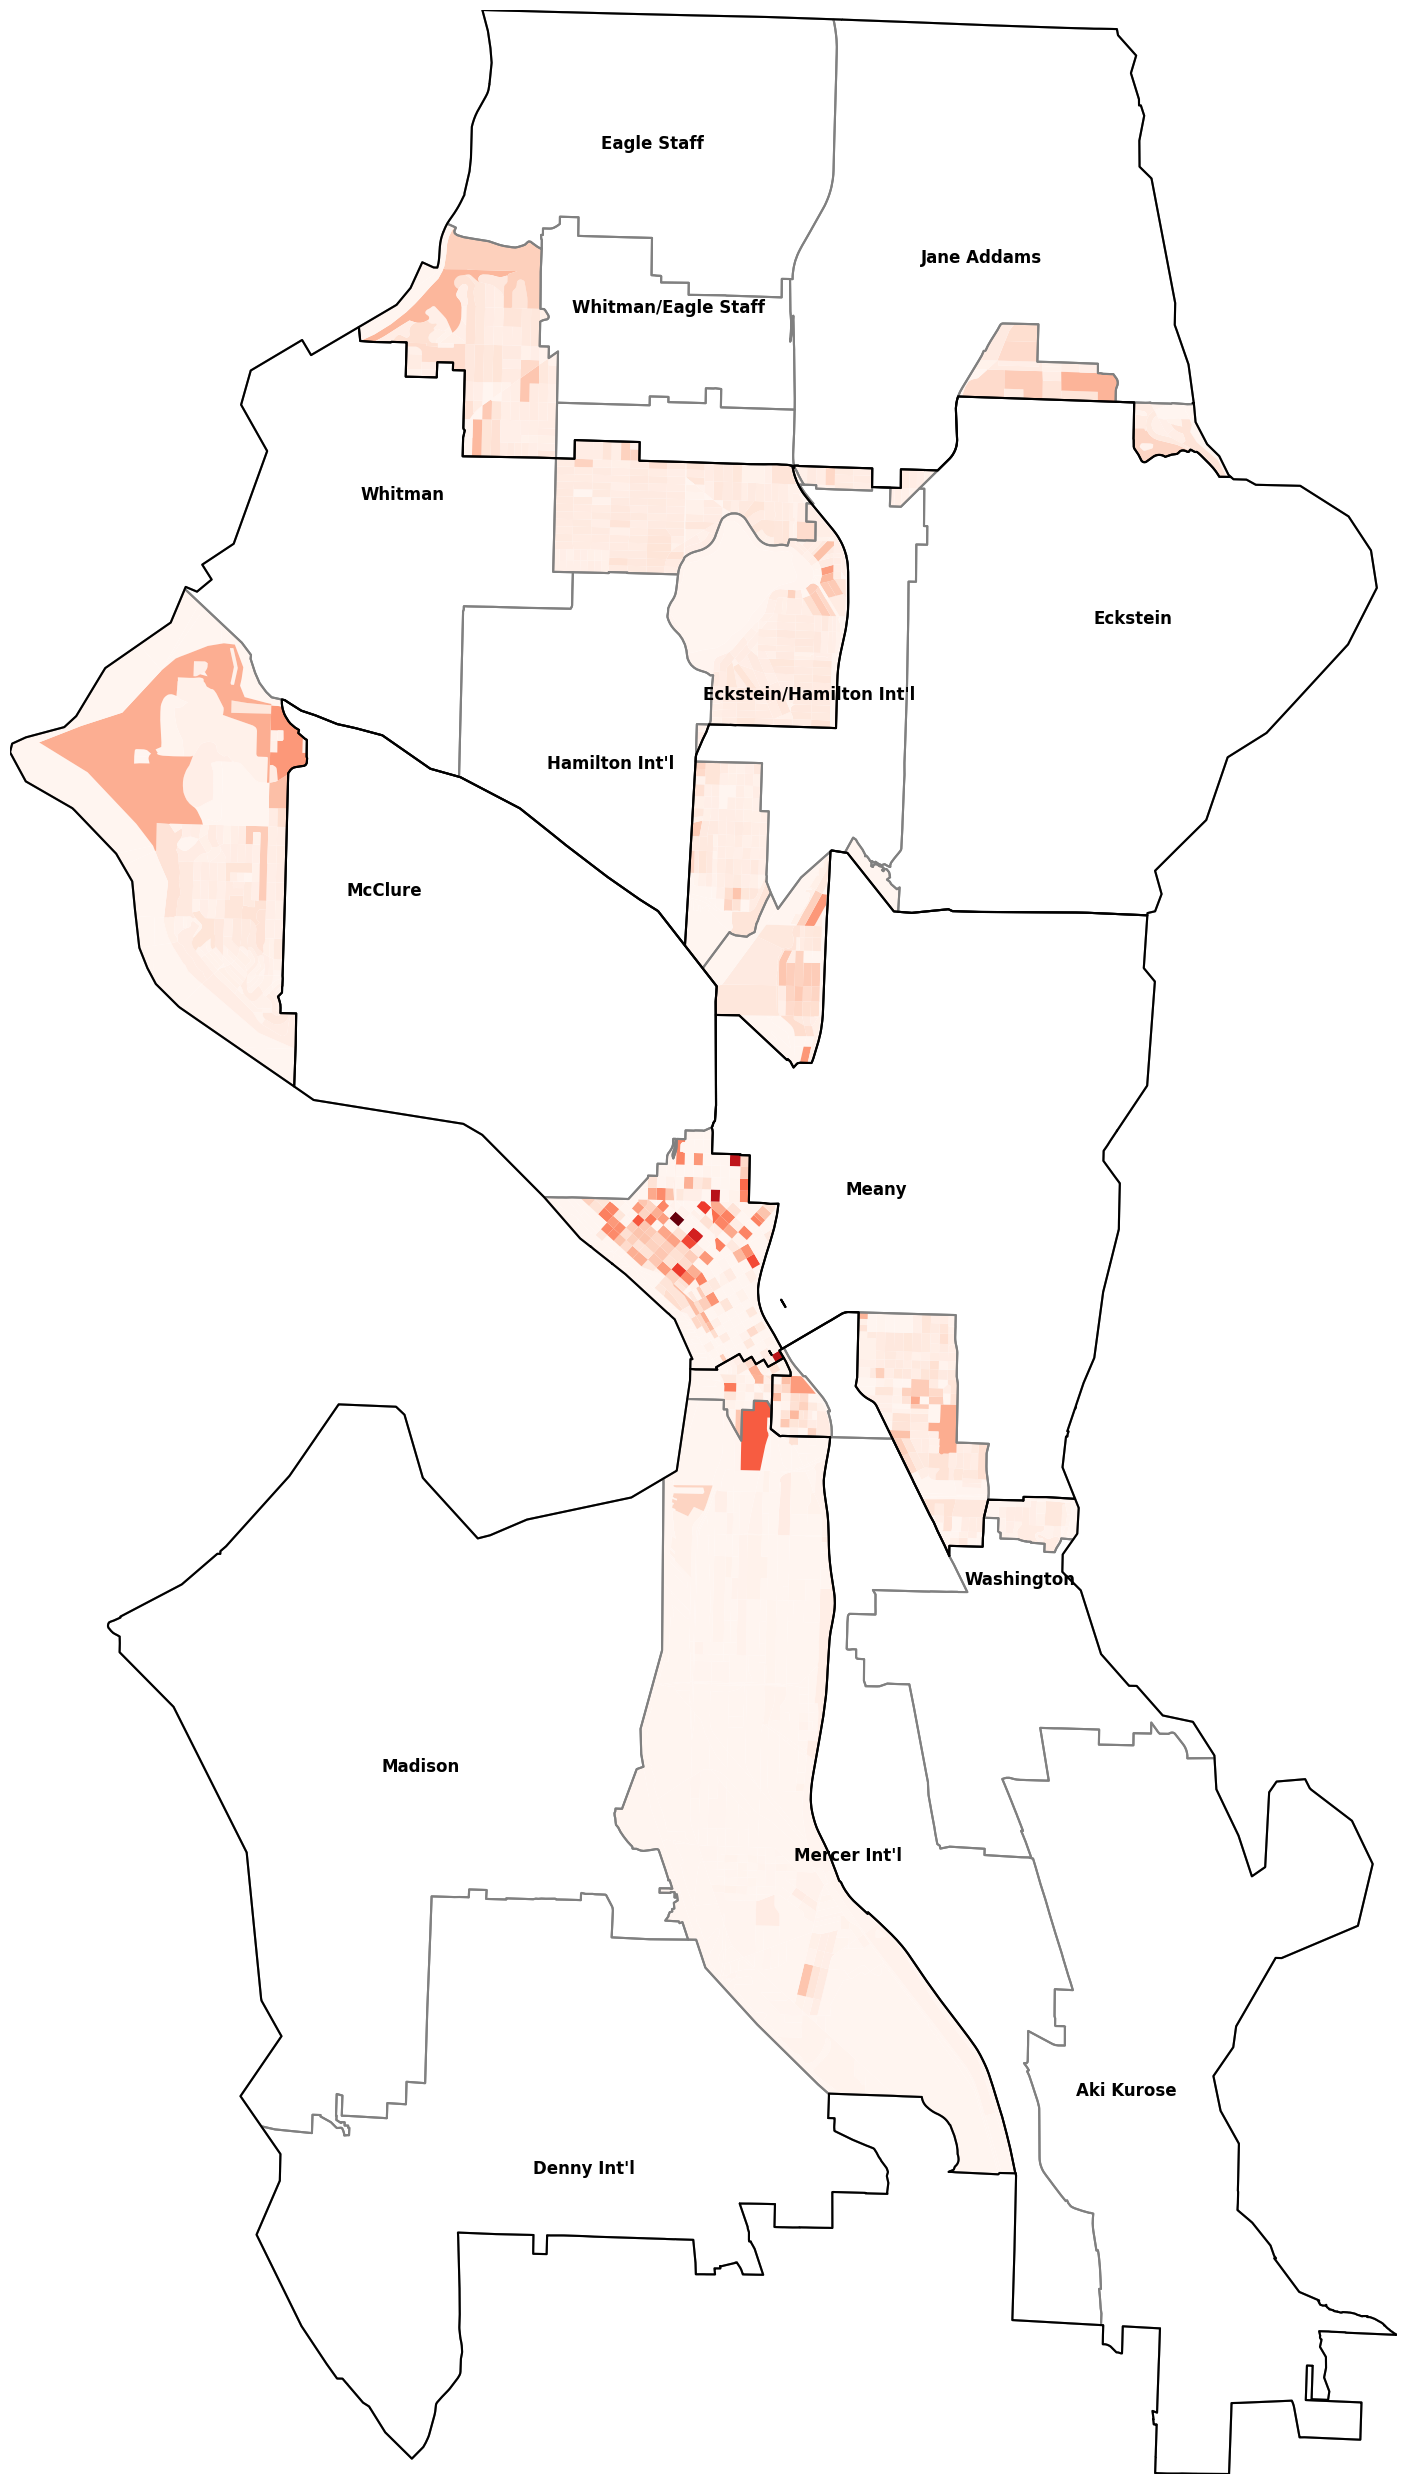 Eagle Staff
Jane Addams
Whitman/Eagle Staff
Whitman
Eckstein
Eckstein/Hamilton Int'l
Hamilton Int'l
McClure
Meany
Washington
Madison
Mercer Int'l
Aki Kurose
Denny Int'l